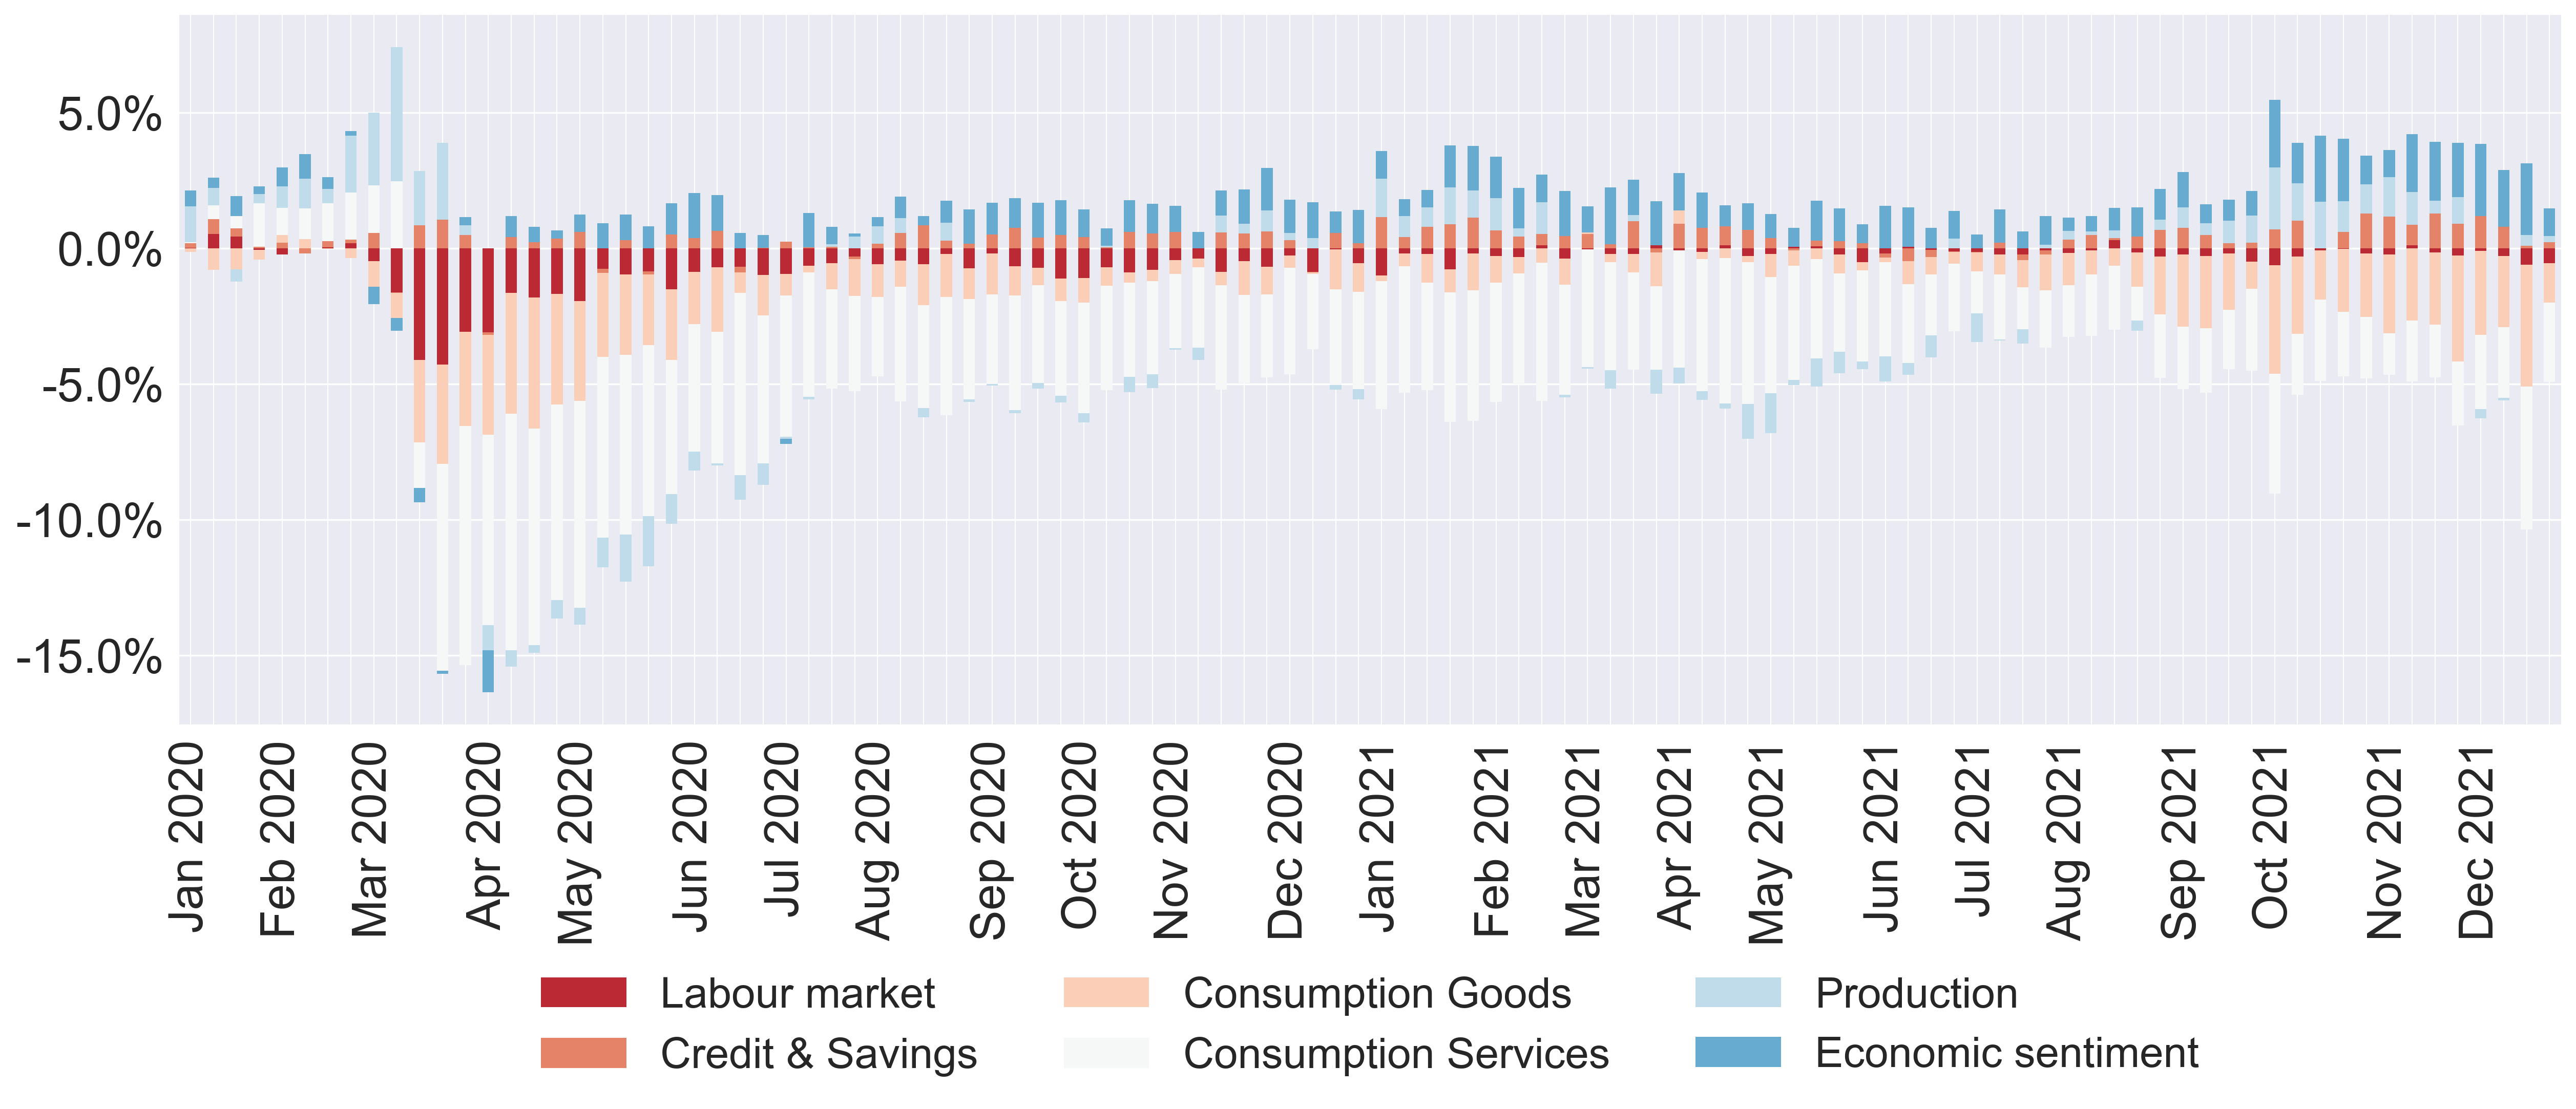 5.0%
0.0%
-5.0%
-10.0%
-15.0%
Jan 2020
Feb 2020
Mar 2020
Apr 2020
May 2020
Jun 2020
Jul 2020
Aug 2020
Sep 2020
Oct 2020
Nov 2020
Dec 2020
Jan 2021
Feb 2021
Mar 2021
Apr 2021
May 2021
Jun 2021
Jul 2021
Aug 2021
Sep 2021
Oct 2021
Nov 2021
Dec 2021
Labour market
Consumption Goods
Production
Credit & Savings
Consumption Services
Economic sentiment